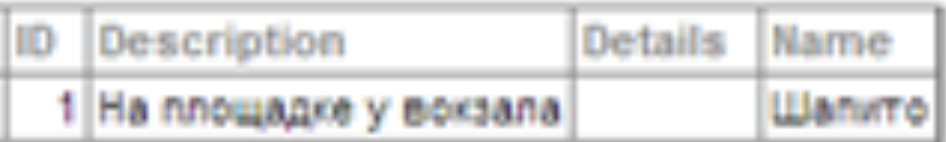 ID Description Details Name
1 На площадке у вокзала Шапито